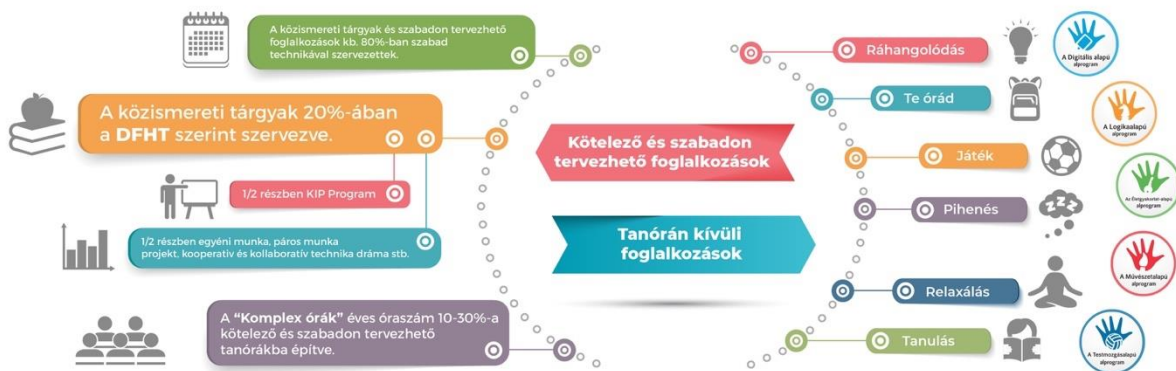 A közismereti tárgyak és szabadon tervezhető
foglalkozások kb. 80%-ban szabad
technikával szervezettek.
A közismereti tárgyak 20%-ában
a DFHT szerint szervezve.
1/2 részben KIP Program
1/2 részben egyéni munka, páros munka
projekt, kooperatív és kollaboratív technika dráma stb.
A "Komplex órák" éves óraszám 10-30%-a
kötelező és szabadon tervezhető
tanórákba építve.
Kötelező és szabadon
tervezhető foglalkozások
Tanórán kívüli
foglalkozások
Ráhangolódás
Te órád
Játék
Pihenés
Relaxálás
Tanulás
ZZZ
A Digitális alapú
alprogram
A Logikaalapú
alprogram
Az Életgyakorlat-alapú
alprogram
A Művészetalapú
alprogram
A Testmozgásalapú
alprogram